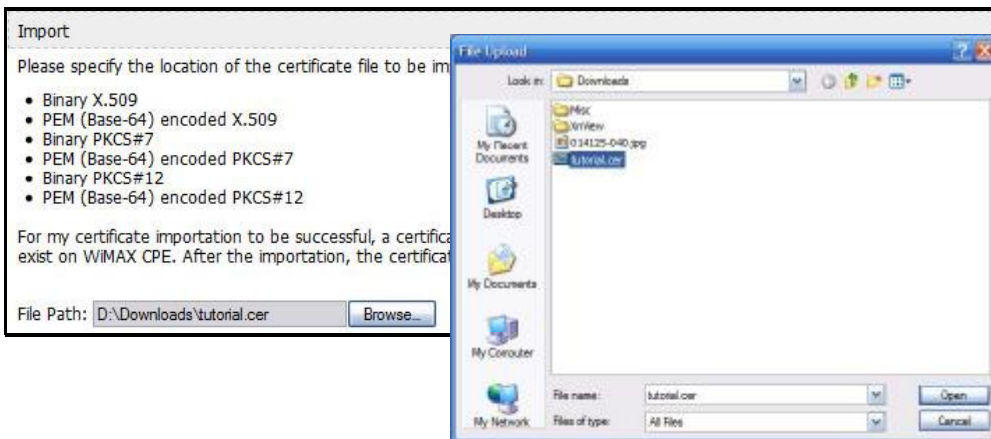 Import
Please specify the location of the certificate file to be im
• Binary X.509
• PEM (Base-64) encoded X.509
• Binary PKCS#7
• PEM (Base-64) encoded PKCS#7
• Binary PKCS#12
• PEM (Base-64) encoded PKCS#12
For my certificate importation to be successful, a certifica
exist on WiMAX CPE. After the importation, the certificat
File Path: D:\Downloads\tutorial.cer Browse...
File Upload
Look in: Downloads
Misc
XnView
014125-040.jpg
tutorial.cer
My Recent
Documents
Desktop
My Documents
My Computer
My Network
File name: tutorial.cer Open
Files of type: All Files Cancel